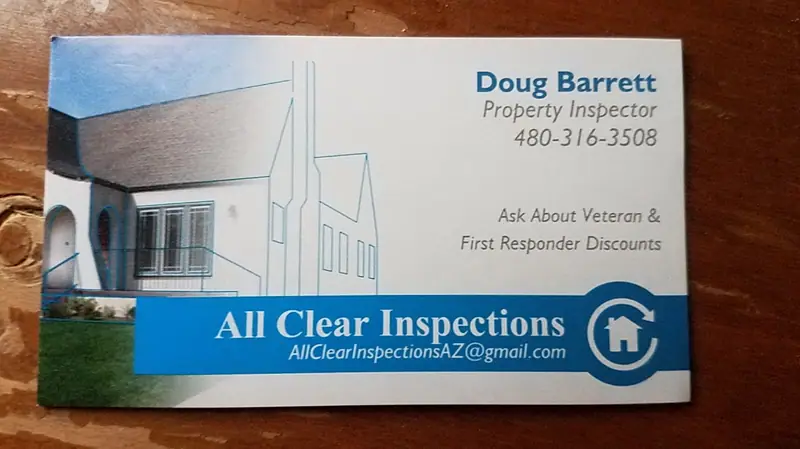 Doug Barrett
Property Inspector
480-316-3508
Ask About Veteran &
First Responder Discounts
All Clear Inspections
AllClearInspectionsAZ@gmail.com